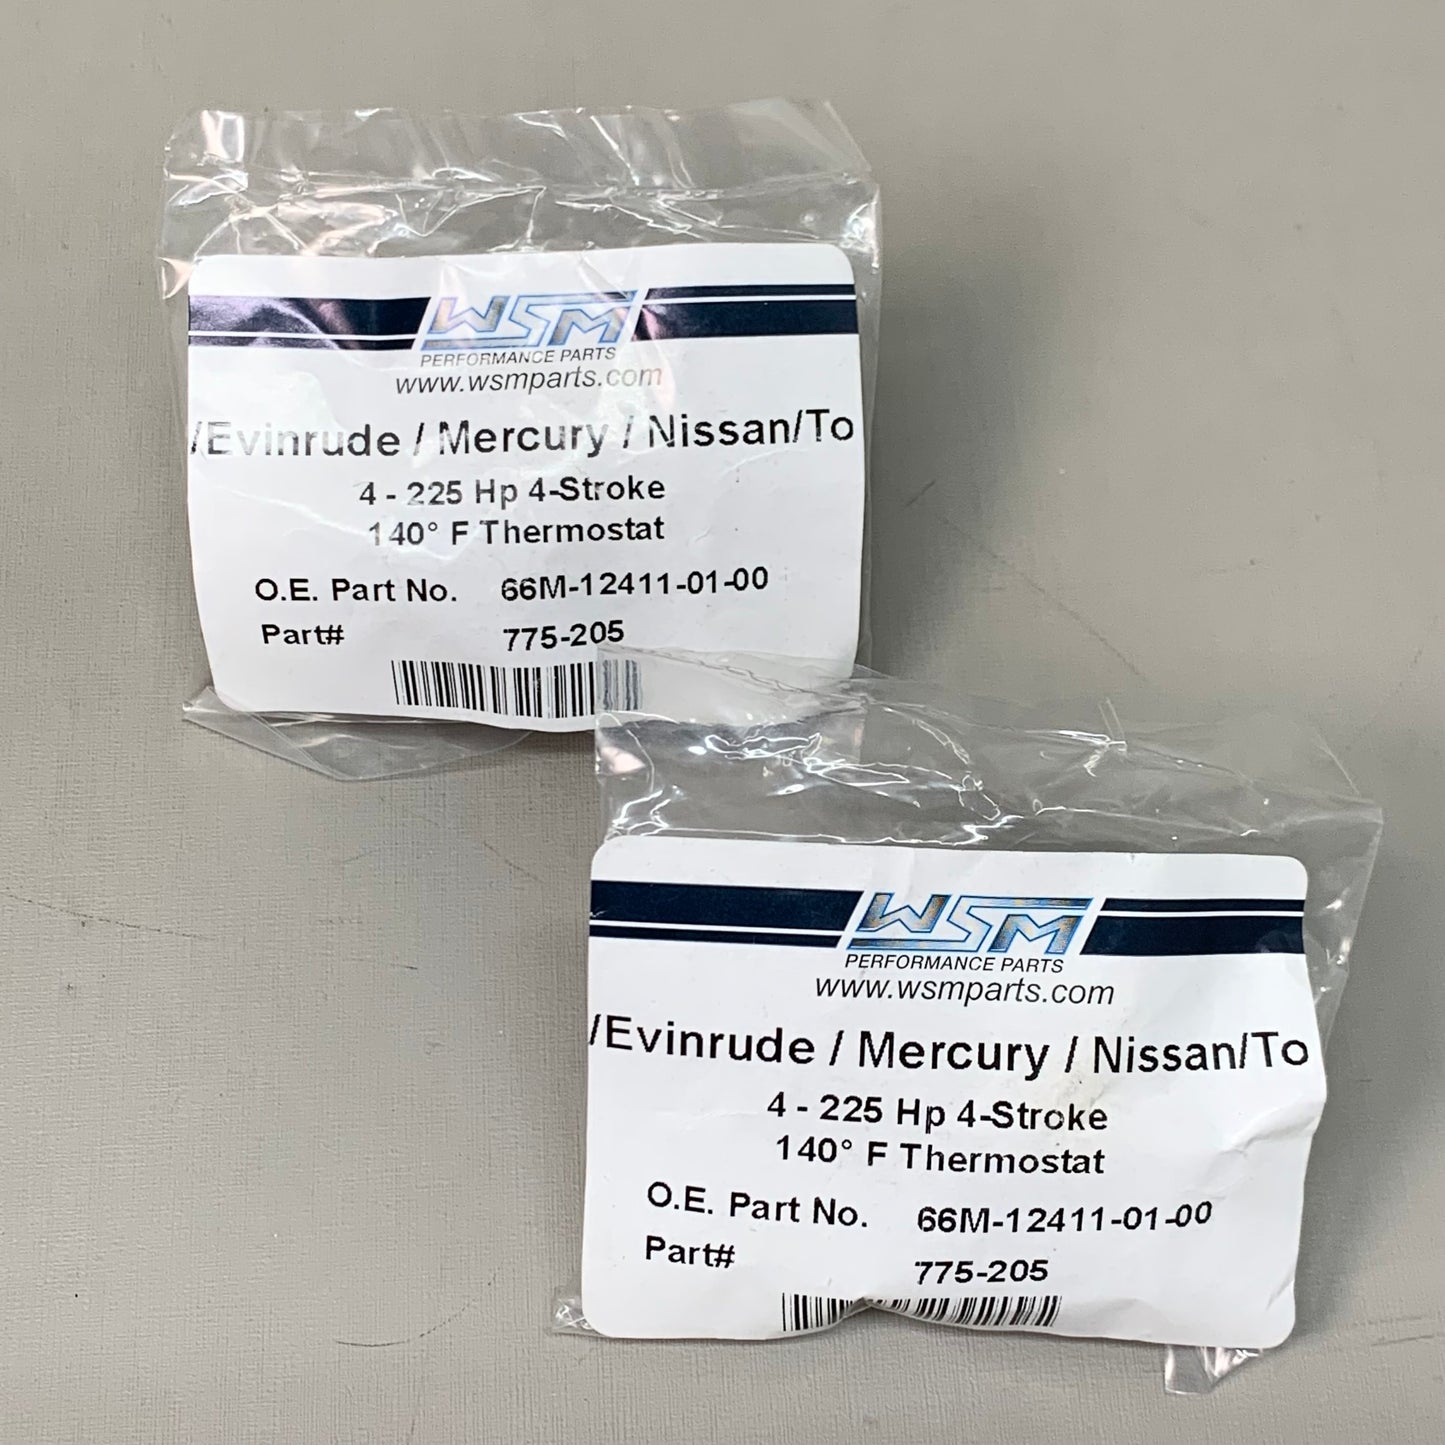 WSM
PERFORMANCE PARTS
www.wsmparts.com
/Evinrude / Mercury / Nissan/To
4 - 225 Hp 4-Stroke
140° F Thermostat
O.E. Part No. 66M-12411-01-00
Part# 775-205
WSM
PERFORMANCE PARTS
www.wsmparts.com
/Evinrude / Mercury / Nissan/To
4 - 225 Hp 4-Stroke
140° F Thermostat
O.E. Part No. 66M-12411-01-00
Part# 775-205